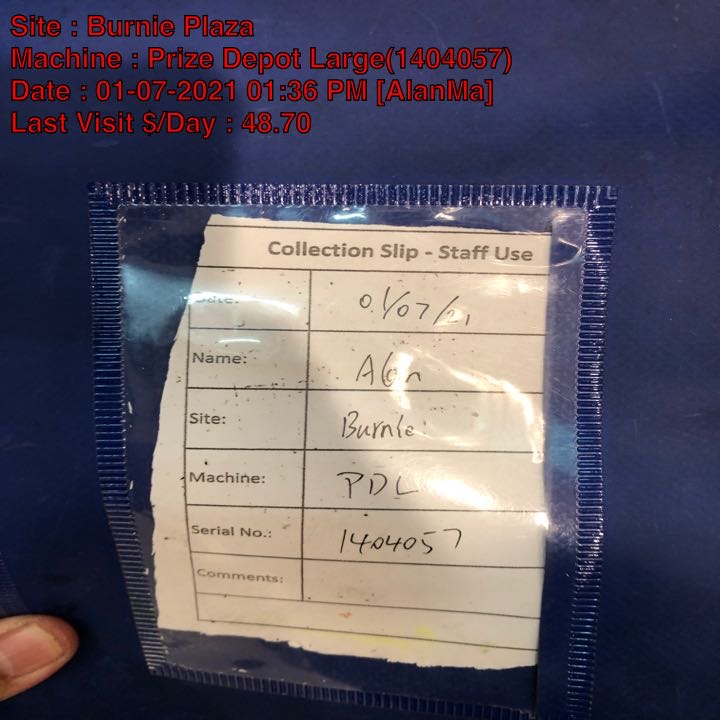 Site : Burnie Plaza
Machine : Prize Depot Large(1404057)
Date : 01-07-2021 01:36 PM [AlanMa]
Last Visit $/Day : 48.70
Collection Slip - Staff Use
Date: 01/07/21
Name: Alan
Site: Burnie
Machine: PDL
Serial No.: 1404057
Comments: